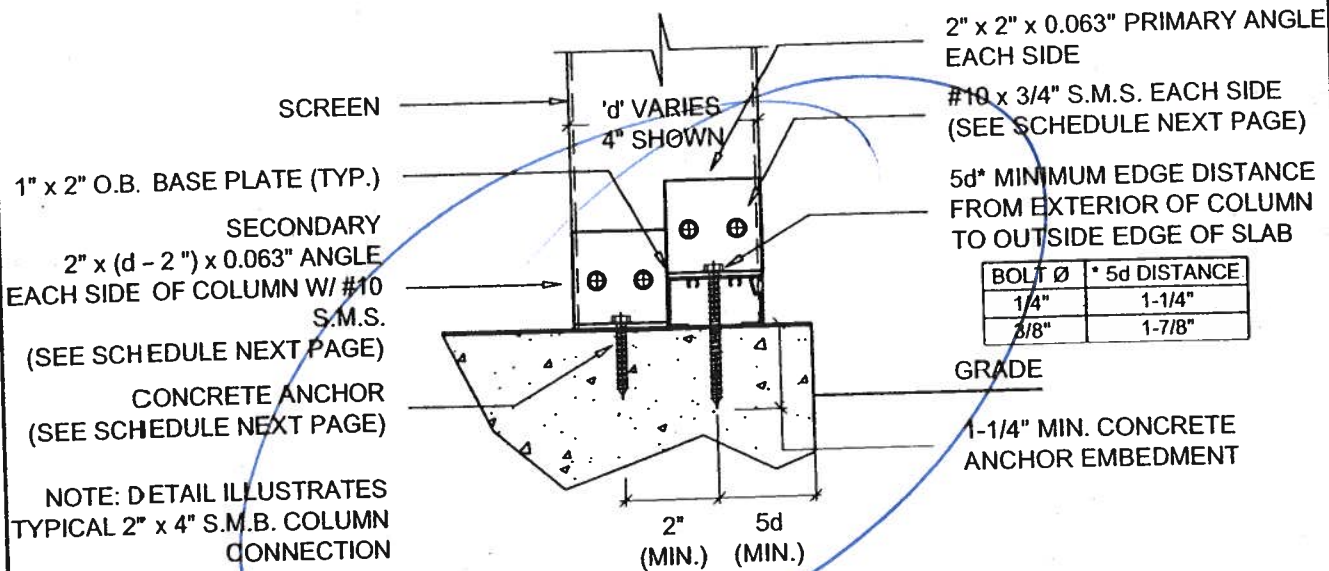 2" x 2" x 0.063" PRIMARY ANGLE
EACH SIDE
SCREEN
'd' VARIES
4" SHOWN
#10 x 3/4" S.M.S. EACH SIDE
(SEE SCHEDULE NEXT PAGE)
1" x 2" O.B. BASE PLATE (TYP.)
5d* MINIMUM EDGE DISTANCE
FROM EXTERIOR OF COLUMN
TO OUTSIDE EDGE OF SLAB
SECONDARY
2" x (d – 2 ") x 0.063" ANGLE
EACH SIDE OF COLUMN W/ #10
S.M.S.
(SEE SCHEDULE NEXT PAGE)
BOLT Ø * 5d DISTANCE
1/4" 1-1/4"
3/8" 1-7/8"
GRADE
CONCRETE ANCHOR
(SEE SCHEDULE NEXT PAGE)
1-1/4" MIN. CONCRETE
ANCHOR EMBEDMENT
NOTE: DETAIL ILLUSTRATES
TYPICAL 2" x 4" S.M.B. COLUMN
CONNECTION
2" 5d
(MIN.) (MIN.)